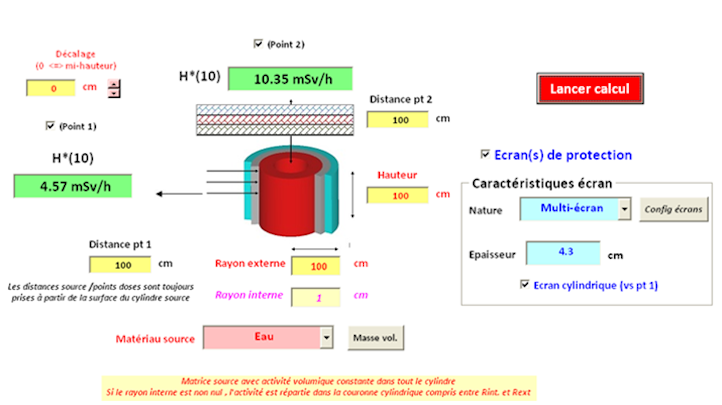 (Point 2)
Décalage
(0 <=> mi-hauteur)
H*(10)
10.35 mSv/h
0
cm
Lancer calcul
Distance pt 2
(Point 1)
100
cm
H*(10)
Ecran(s) de protection
4.57 mSv/h
Hauteur
100
cm
Caractéristiques écran
Nature
Multi-écran
Config écrans
Distance pt 1
100
cm
Epaisseur
4.3
cm
Rayon externe
100
cm
Les distances source /points doses sont toujours
prises à partir de la surface du cylindre source
Ecran cylindrique (vs pt 1)
Rayon interne
1
cm
Matériau source
Eau
Masse vol.
Matrice source avec activité volumique constante dans tout le cylindre
Si le rayon interne est non nul , l'activité est répartie dans la couronne cylindrique compris entre Rint. et Rext